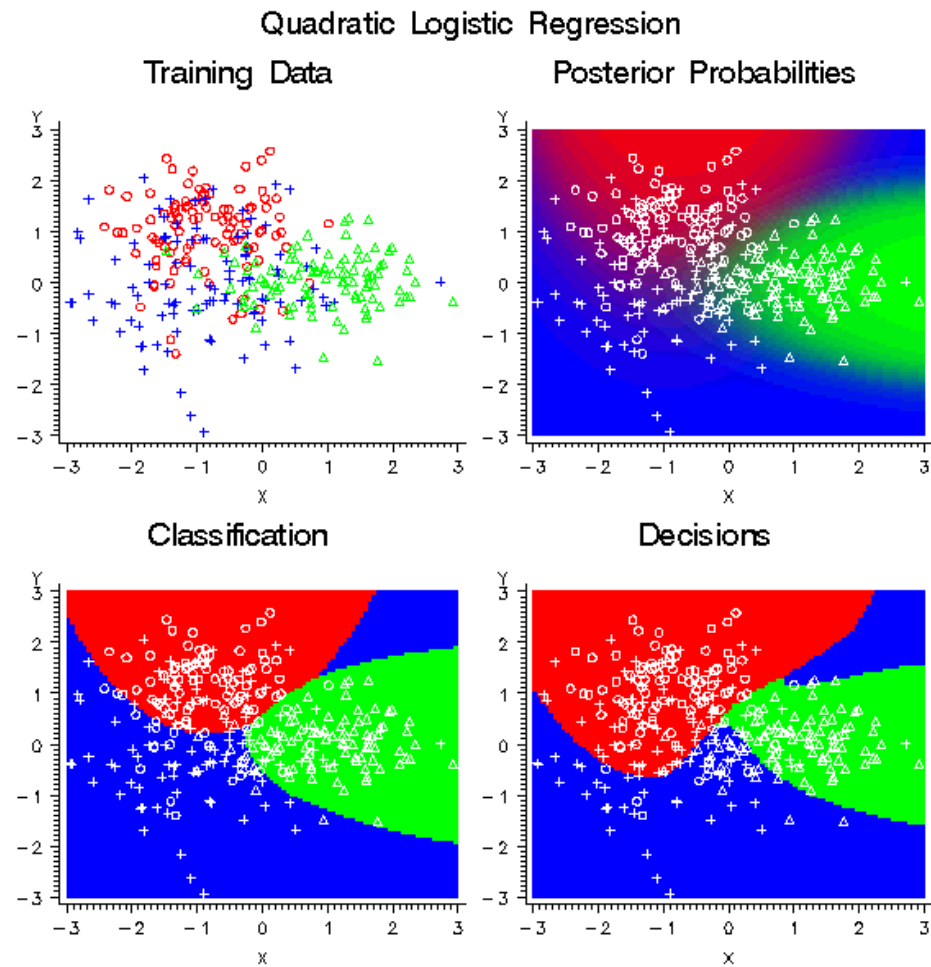 Quadratic Logistic Regression
Training Data
Posterior Probabilities
Y
3
2
1
0
-1
-2
-3
-3 -2 -1 0 1 2 3
X
Y
3
2
1
0
-1
-2
-3
-3 -2 -1 0 1 2 3
X
Classification
Decisions
Y
3
2
1
0
-1
-2
-3
-3 -2 -1 0 1 2 3
X
Y
3
2
1
0
-1
-2
-3
-3 -2 -1 0 1 2 3
X